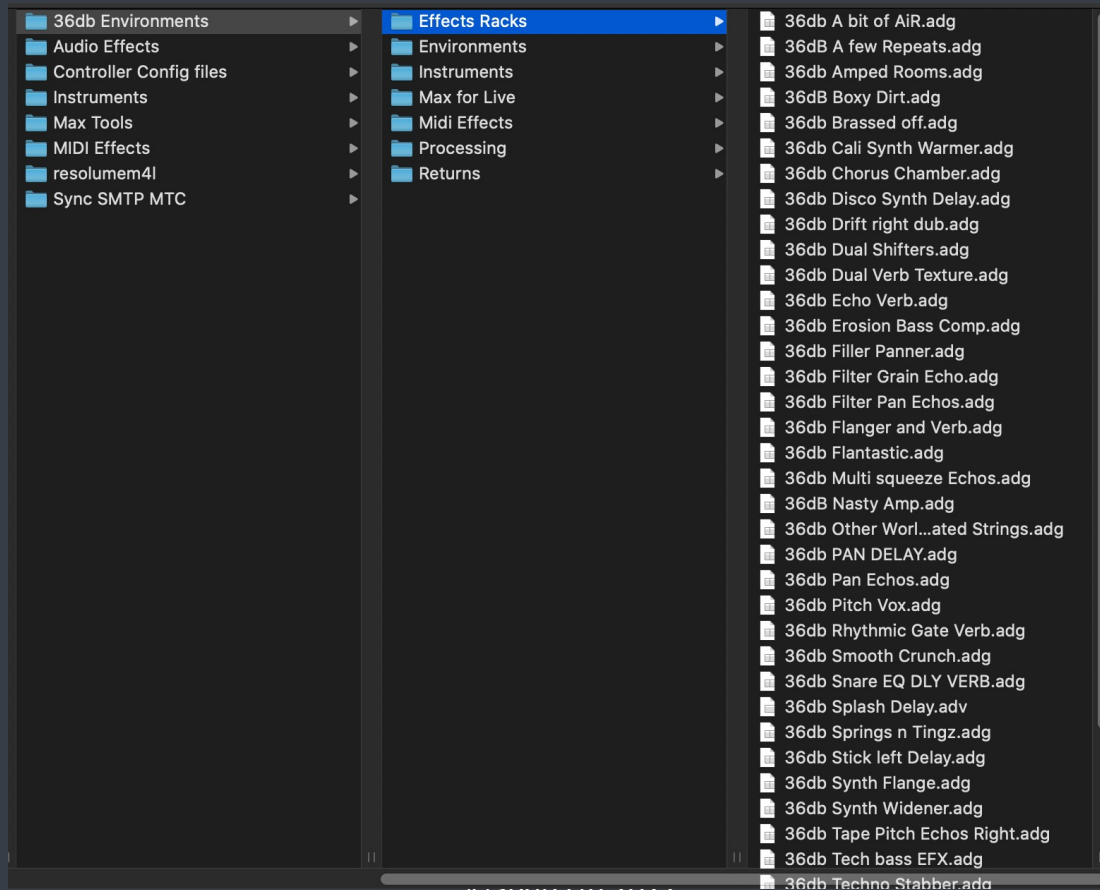 36db Environments
Audio Effects
Controller Config files
Instruments
Max Tools
MIDI Effects
resolumem4l
Sync SMTP MTC
Effects Racks
Environments
Instruments
Max for Live
Midi Effects
Processing
Returns
36db A bit of AiR.adg
36dB A few Repeats.adg
36db Amped Rooms.adg
36dB Boxy Dirt.adg
36db Brassed off.adg
36db Cali Synth Warmer.adg
36db Chorus Chamber.adg
36db Disco Synth Delay.adg
36db Drift right dub.adg
36db Dual Shifters.adg
36db Dual Verb Texture.adg
36db Echo Verb.adg
36db Erosion Bass Comp.adg
36db Filler Panner.adg
36db Filter Grain Echo.adg
36db Filter Pan Echos.adg
36db Flanger and Verb.adg
36db Flantastic.adg
36db Multi squeeze Echos.adg
36dB Nasty Amp.adg
36db Other Worl...ated Strings.adg
36db PAN DELAY.adg
36db Pan Echos.adg
36db Pitch Vox.adg
36db Rhythmic Gate Verb.adg
36db Smooth Crunch.adg
36db Snare EQ DLY VERB.adg
36db Splash Delay.adv
36db Springs n Tingz.adg
36db Stick left Delay.adg
36db Synth Flange.adg
36db Synth Widener.adg
36db Tape Pitch Echos Right.adg
36db Tech bass EFX.adg
36db Techno Stabber.adg